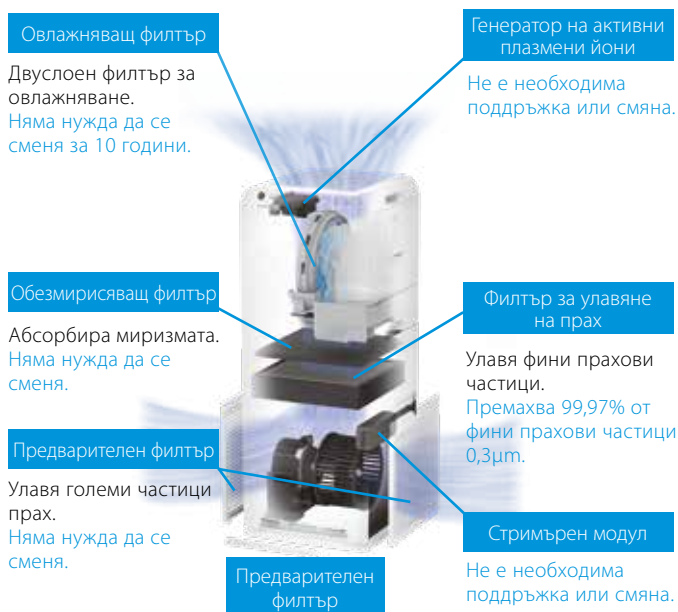 Овлажняващ филтър
Двуслоен филтър за
овлажняване.
Няма нужда да се
сменя за 10 години.
Генератор на активни
плазмени йони
Не е необходима
поддръжка или смяна.
Обезмирисяващ филтър
Абсорбира миризмата.
Няма нужда да се
сменя.
Филтър за улавяне
на прах
Улавя фини прахови
частици.
Премахва 99,97% от
фини прахови частици
0,3μm.
Предварителен филтър
Улавя големи частици
прах.
Няма нужда да се
сменя.
Стримърен модул
Не е необходима
поддръжка или смяна.
Предварителен
филтър